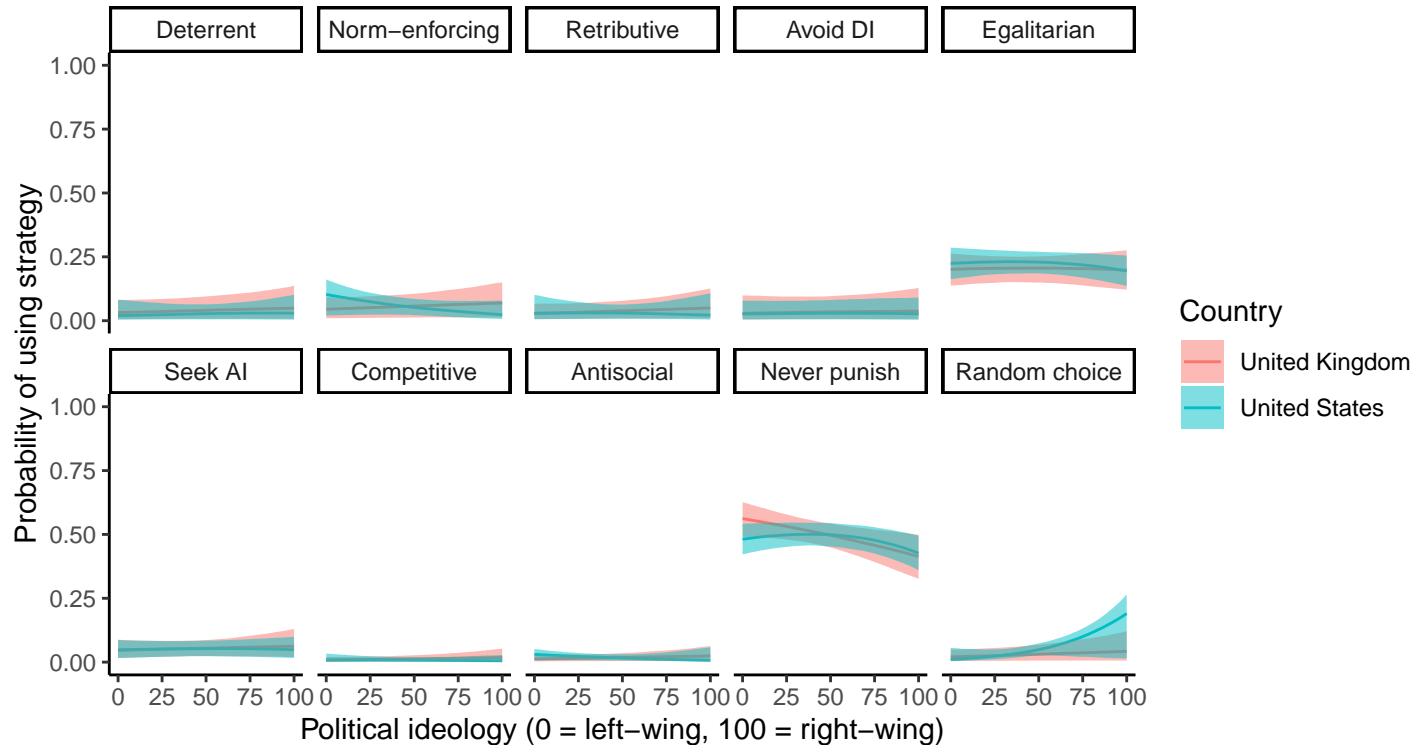 Deterrent
Norm−enforcing
Retributive
Avoid DI
Egalitarian
1.00
0.75
0.50
0.25
0.00
Seek AI
Competitive
Antisocial
Never punish
Random choice
1.00
0.75
0.50
0.25
0.00
0 25 50 75 100
0 25 50 75 100
0 25 50 75 100
0 25 50 75 100
0 25 50 75 100
Political ideology (0 = left−wing, 100 = right−wing)
Probability of using strategy
Country
United Kingdom
United States